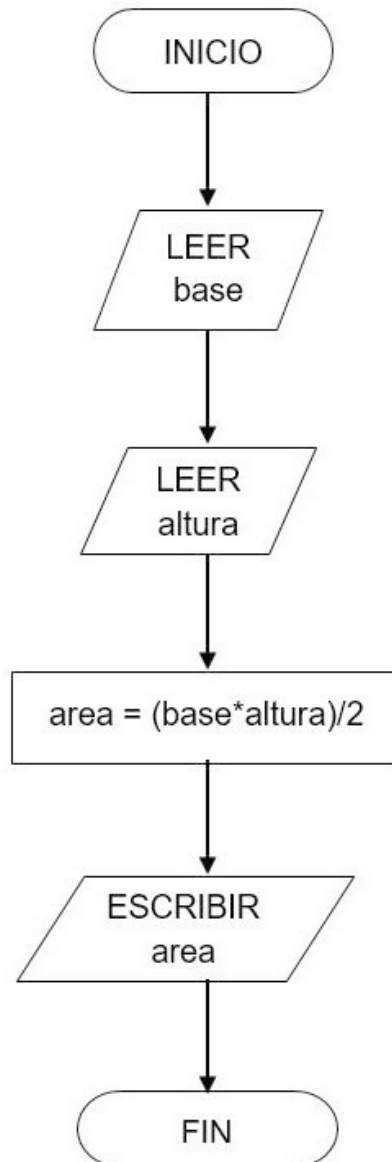 INICIO
LEER
base
LEER
altura
area = (base*altura)/2
ESCRIBIR
area
FIN